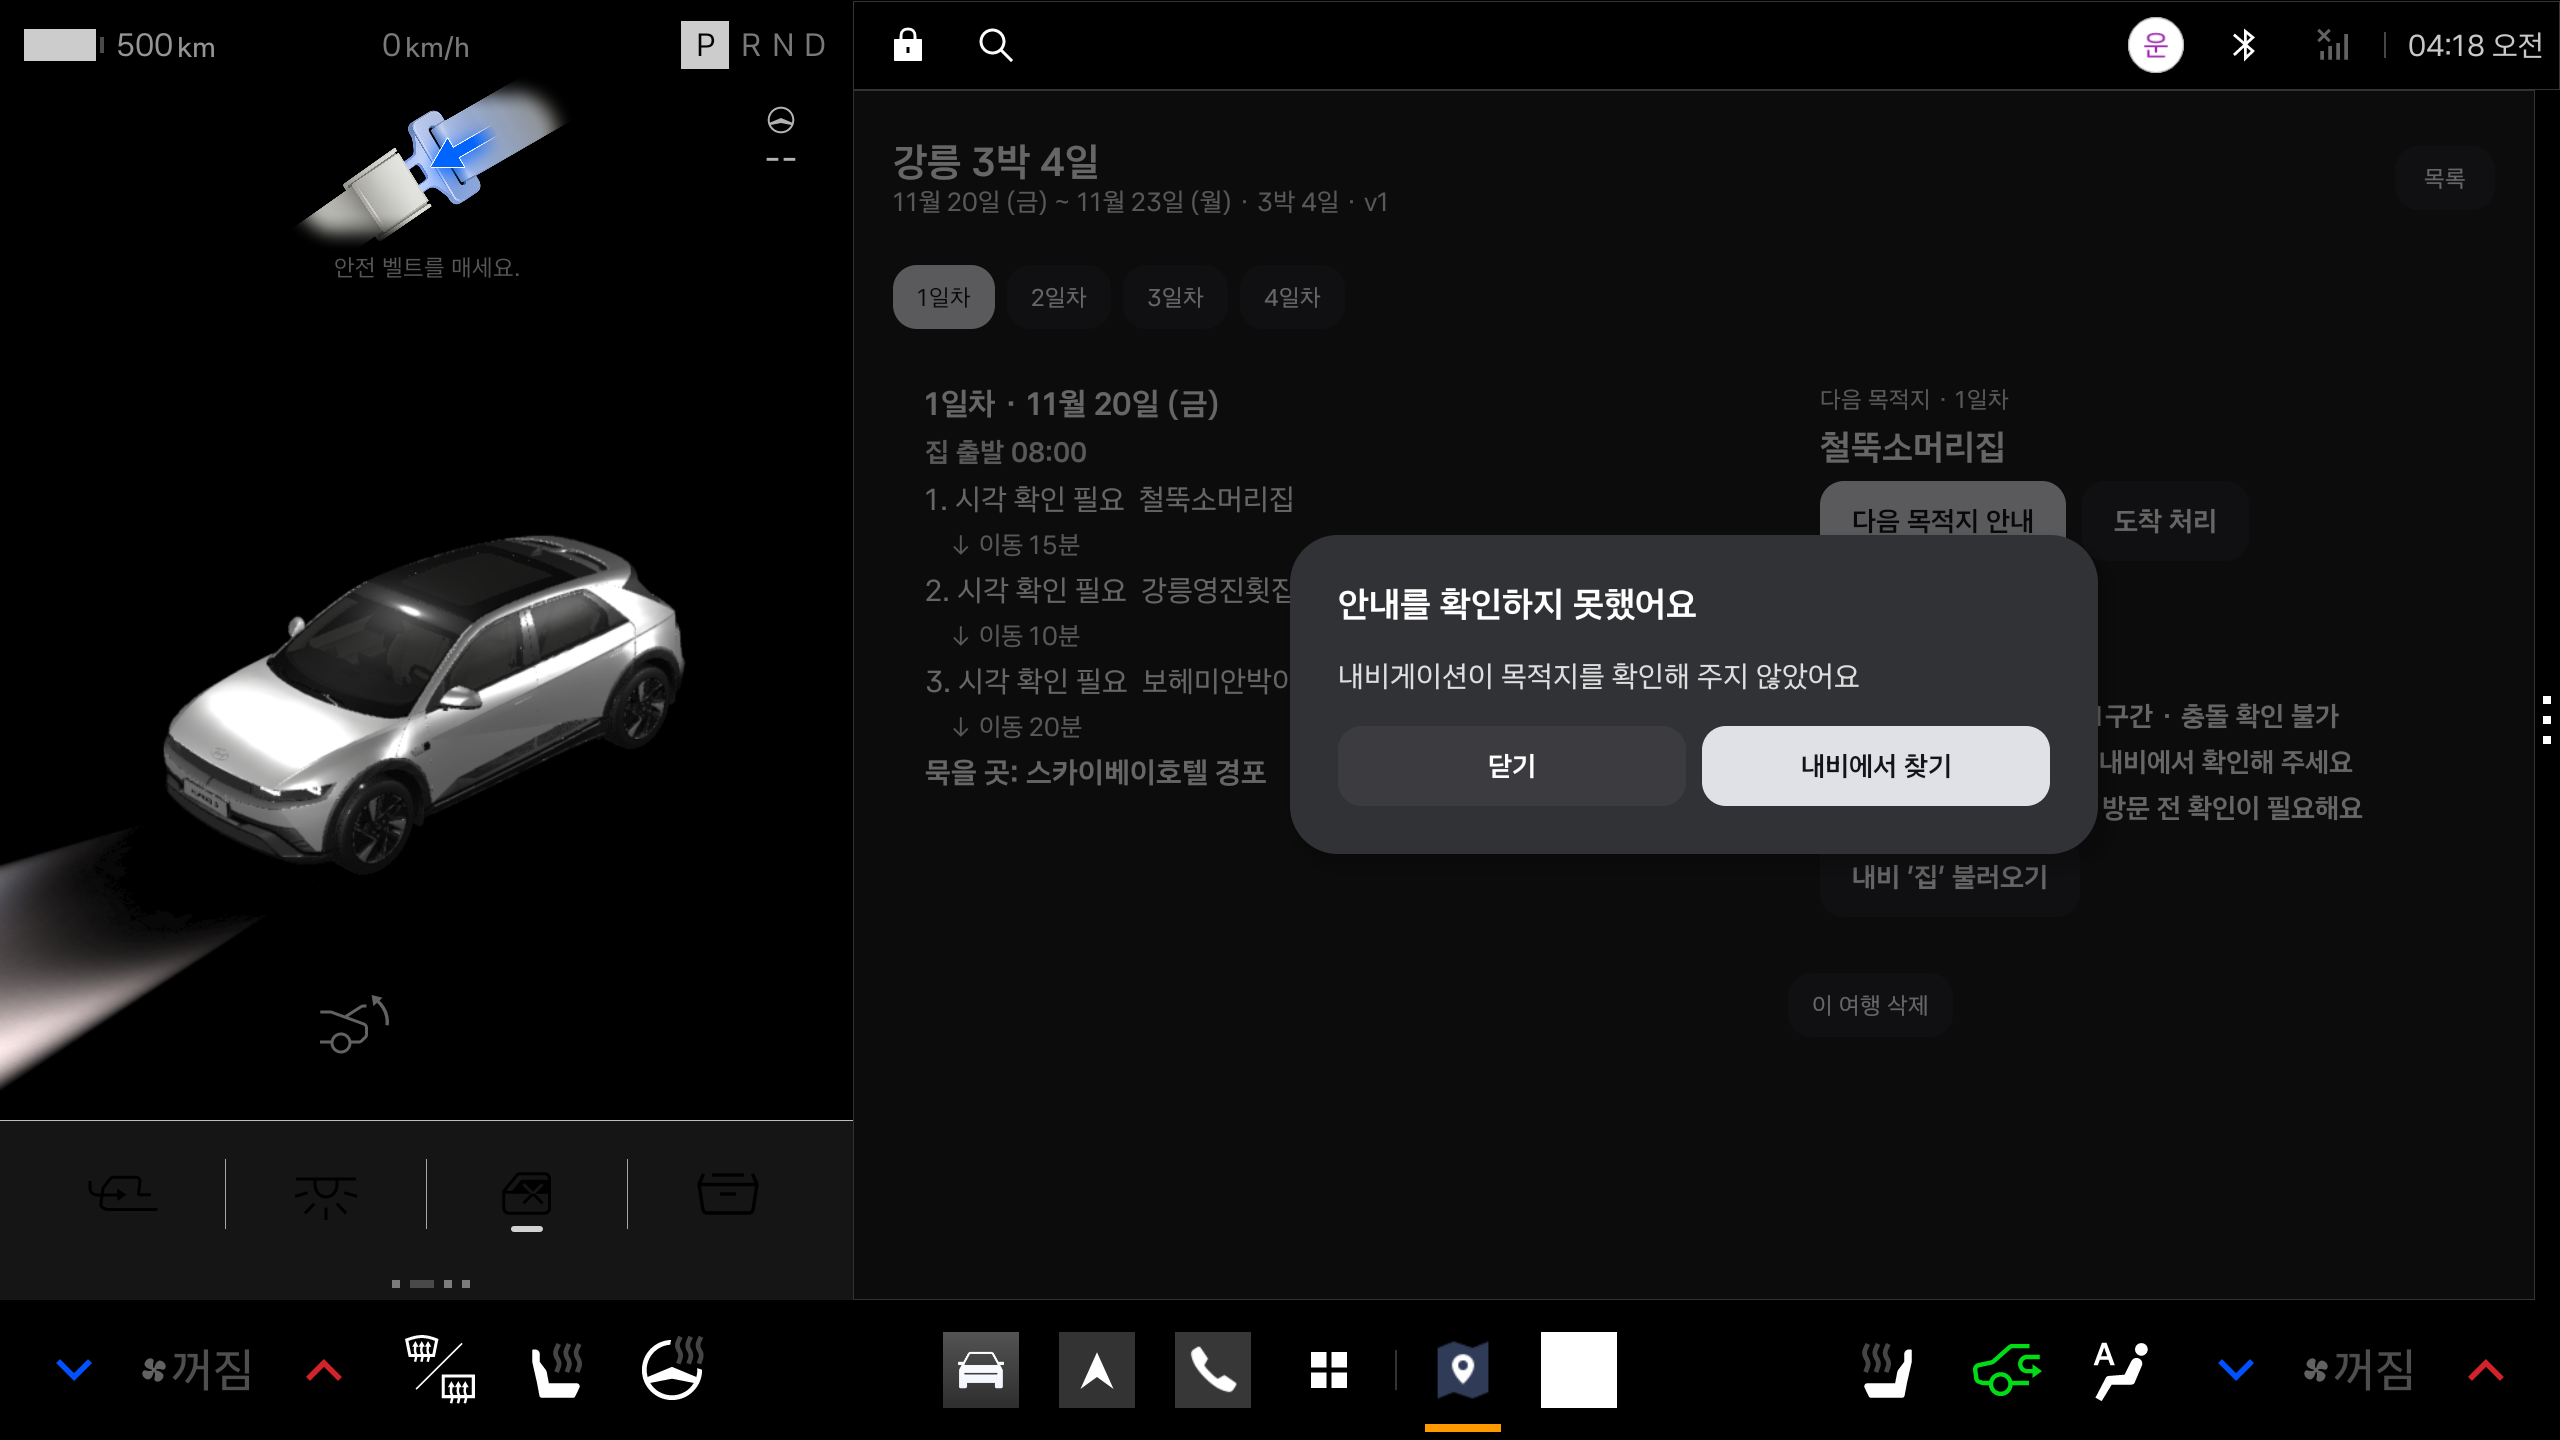 500 km
0 km/h
P R N D
운
04:18 오전
안전 벨트를 매세요.
강릉 3박 4일
11월 20일 (금) ~ 11월 23일 (월) · 3박 4일 · v1
목록
1일차
2일차
3일차
4일차
1일차 · 11월 20일 (금)
집 출발 08:00
1. 시각 확인 필요 철뚝소머리집
↓ 이동 15분
2. 시각 확인 필요 강릉영진횟집
↓ 이동 10분
3. 시각 확인 필요 보헤미안박이
↓ 이동 20분
묵을 곳: 스카이베이호텔 경포
다음 목적지 · 1일차
철뚝소머리집
다음 목적지 안내
도착 처리
안내를 확인하지 못했어요
내비게이션이 목적지를 확인해 주지 않았어요
닫기
내비에서 찾기
구간 · 충돌 확인 불가
내비에서 확인해 주세요
방문 전 확인이 필요해요
내비 '집' 불러오기
이 여행 삭제
꺼짐
A
꺼짐